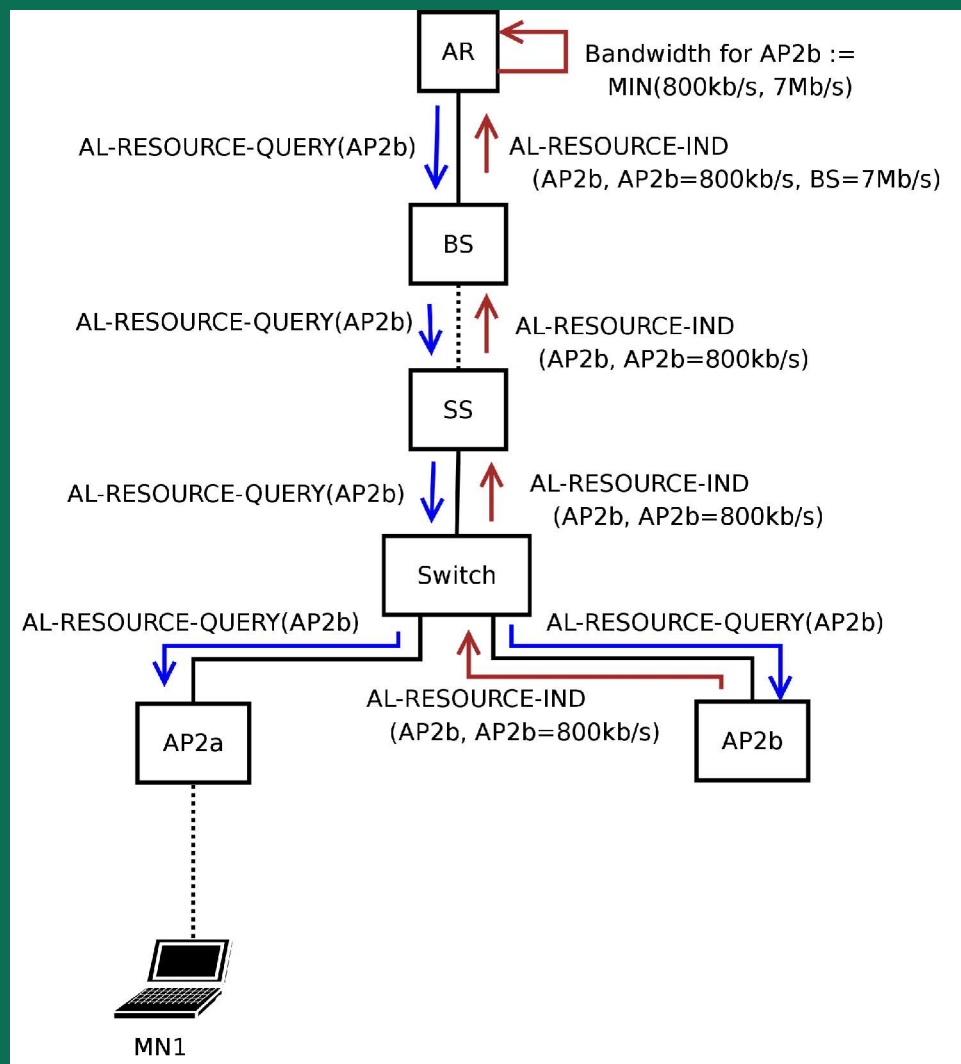 AR
Bandwidth for AP2b :=
MIN(800kb/s, 7Mb/s)
AL-RESOURCE-QUERY(AP2b)
AL-RESOURCE-IND
(AP2b, AP2b=800kb/s, BS=7Mb/s)
BS
AL-RESOURCE-QUERY(AP2b)
AL-RESOURCE-IND
(AP2b, AP2b=800kb/s)
SS
AL-RESOURCE-QUERY(AP2b)
AL-RESOURCE-IND
(AP2b, AP2b=800kb/s)
Switch
AL-RESOURCE-QUERY(AP2b)
AL-RESOURCE-QUERY(AP2b)
AL-RESOURCE-IND
(AP2b, AP2b=800kb/s)
AP2a
AP2b
MN1